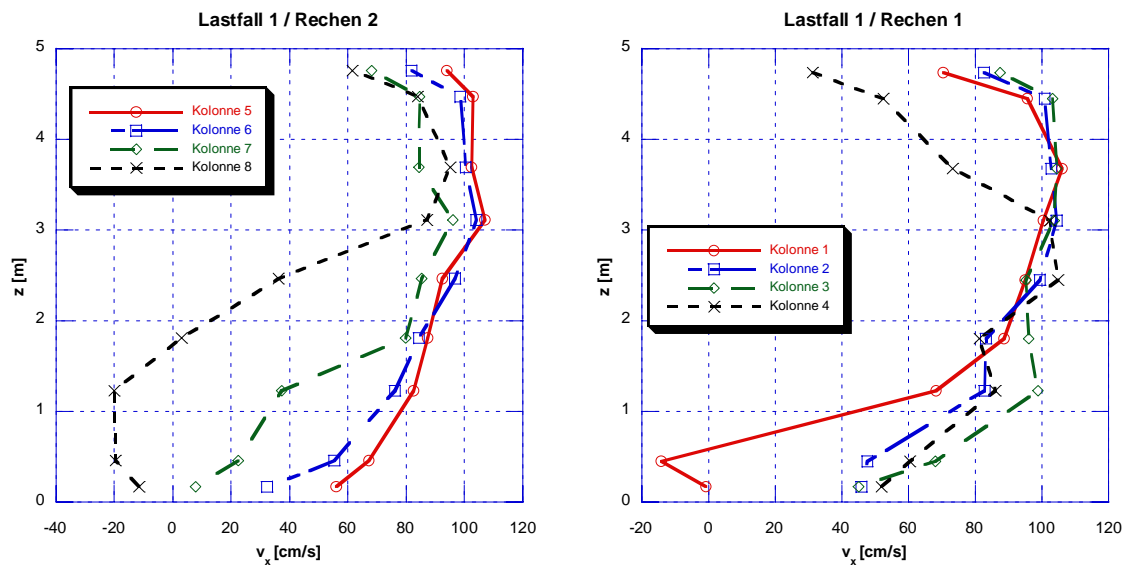 Lastfall 1 / Rechen 2
5
4
3
2
1
0
z [m]
Kolonne 5
Kolonne 6
Kolonne 7
Kolonne 8
-40 -20 0 20 40 60 80 100 120
v_x [cm/s]
Lastfall 1 / Rechen 1
5
4
3
2
1
0
z [m]
Kolonne 1
Kolonne 2
Kolonne 3
Kolonne 4
-20 0 20 40 60 80 100 120
v_x [cm/s]